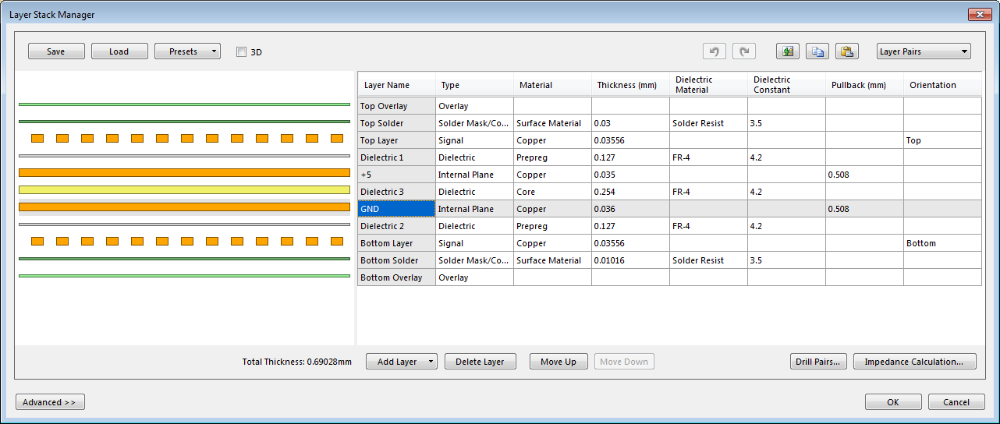 Layer Stack Manager
Save Load Presets 3D Layer Pairs
Layer Name Type Material Thickness (mm) Dielectric Material Dielectric Constant Pullback (mm) Orientation
Top Overlay Overlay
Top Solder Solder Mask/Co... Surface Material 0.03 Solder Resist 3.5
Top Layer Signal Copper 0.03556 Top
Dielectric 1 Dielectric Prepreg 0.127 FR-4 4.2
+5 Internal Plane Copper 0.035 0.508
Dielectric 3 Dielectric Core 0.254 FR-4 4.2
GND Internal Plane Copper 0.036 0.508
Dielectric 2 Dielectric Prepreg 0.127 FR-4 4.2
Bottom Layer Signal Copper 0.03556 Bottom
Bottom Solder Solder Mask/Co... Surface Material 0.01016 Solder Resist 3.5
Bottom Overlay Overlay
Total Thickness: 0.69028mm Add Layer Delete Layer Move Up Move Down Drill Pairs... Impedance Calculation...
Advanced >> OK Cancel